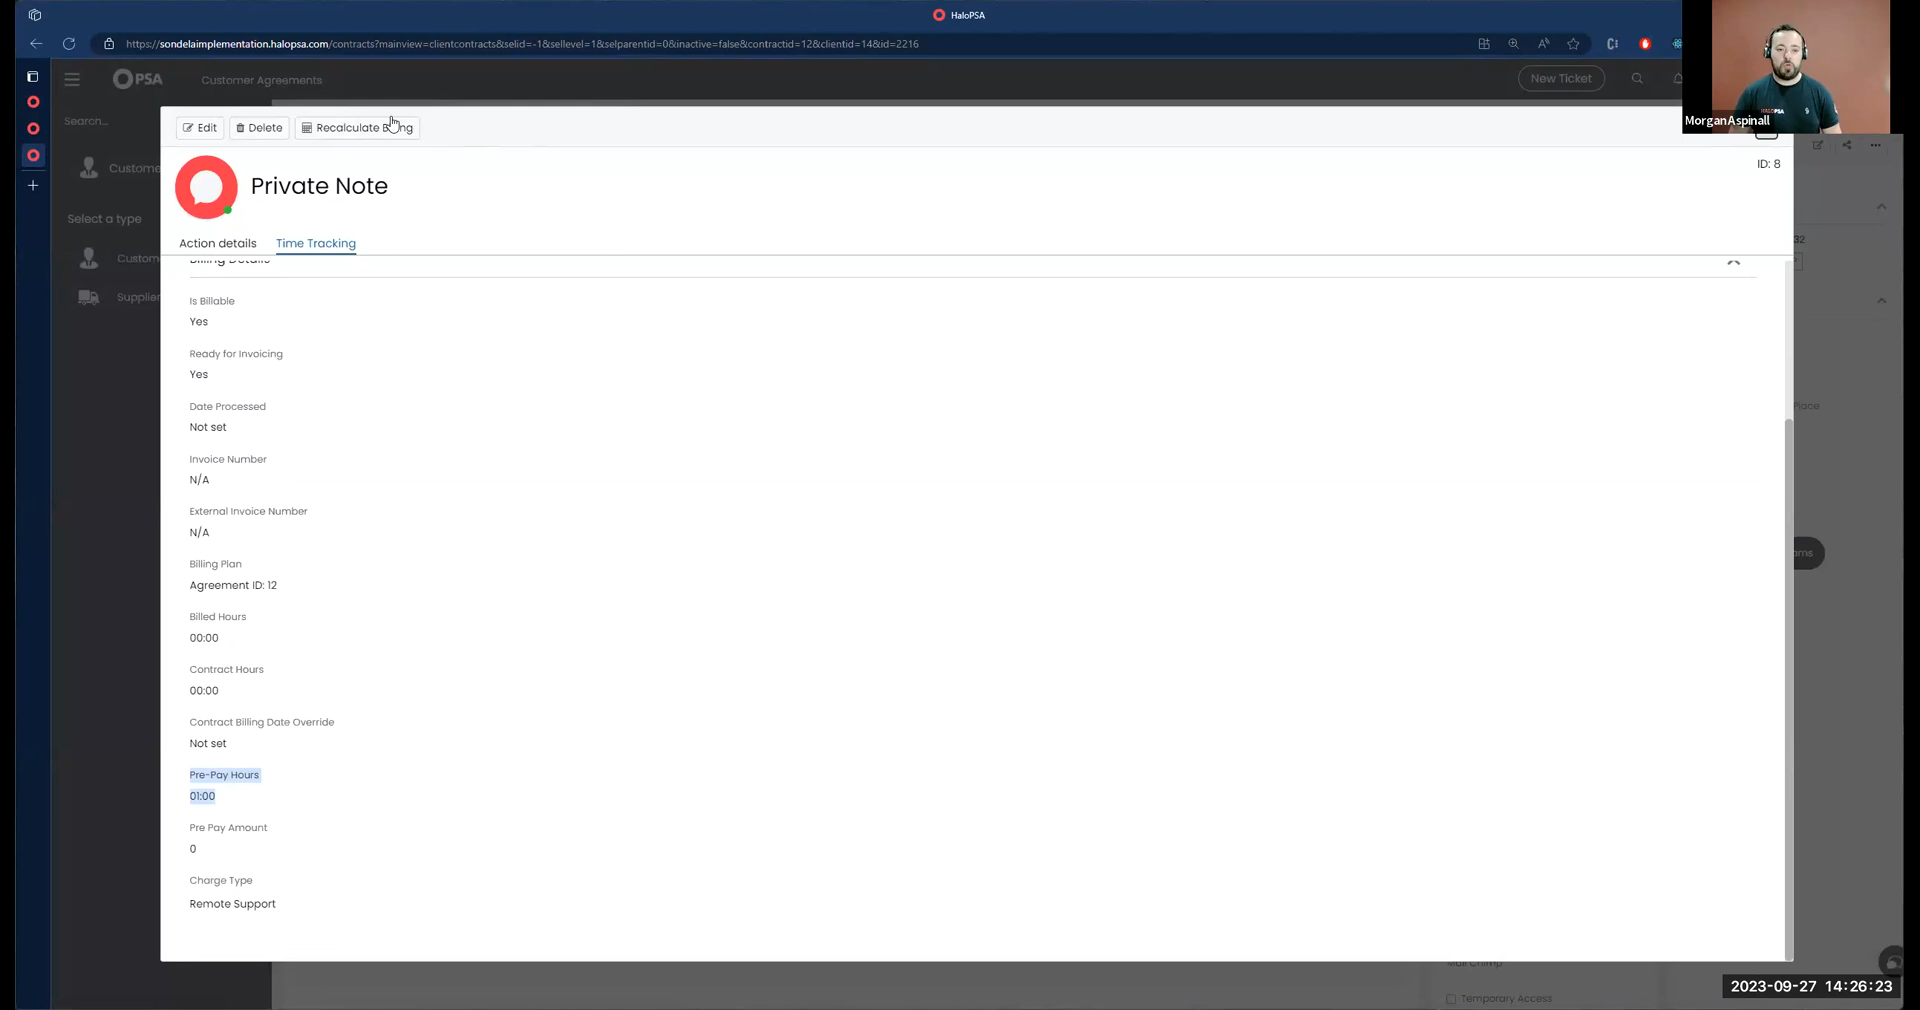 HaloPSA
https://sondelaimplementation.halopsa.com/contracts?mainview=clientcontracts&selid=-1&sellevel=1&selparentid=0&inactive=false&contractid=12&clientid=14&id=2216
PSA
Customer Agreements
New Ticket
Morgan Aspinall
Search...
Edit
Delete
Recalculate
ID: 8
Private Note
Select a type
Supplier
Action details
Time Tracking
Billing Details
Is Billable
Yes
Ready for Invoicing
Yes
Date Processed
Not set
Invoice Number
N/A
External Invoice Number
N/A
Billing Plan
Agreement ID: 12
Billed Hours
00:00
Contract Hours
00:00
Contract Billing Date Override
Not set
Pre-Pay Hours
01:00
Pre Pay Amount
0
Charge Type
Remote Support
Temporary Access
2023-09-27 14:26:23